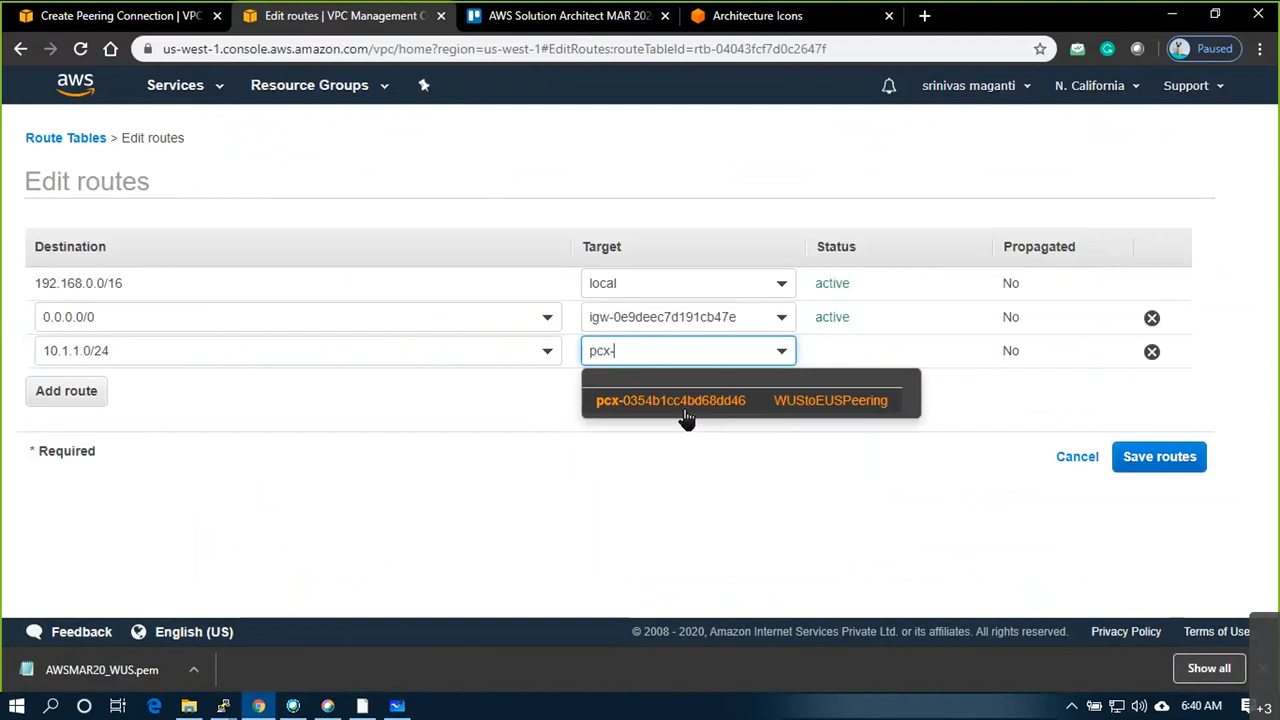 Create Peering Connection | VPC
Edit routes | VPC Management C
AWS Solution Architect MAR 202
Architecture Icons
us-west-1.console.aws.amazon.com/vpc/home?region=us-west-1#EditRoutes:routeTableId=rtb-04043fcf7d0c2647f
Paused
aws
Services
Resource Groups
srinivas maganti
N. California
Support
Route Tables > Edit routes
Edit routes
Destination Target Status Propagated
192.168.0.0/16 local active No
0.0.0.0/0 igw-0e9deec7d191cb47e active No
10.1.1.0/24 pcx- No
Add route
pcx-0354b1cc4bd68dd46 WUStoEUSPeering
* Required
Cancel
Save routes
Feedback
English (US)
© 2008 - 2020, Amazon Internet Services Private Ltd. or its affiliates. All rights reserved.
Privacy Policy
Terms of Use
AWSMAR20_WUS.pem
Show all
6:40 AM
+3